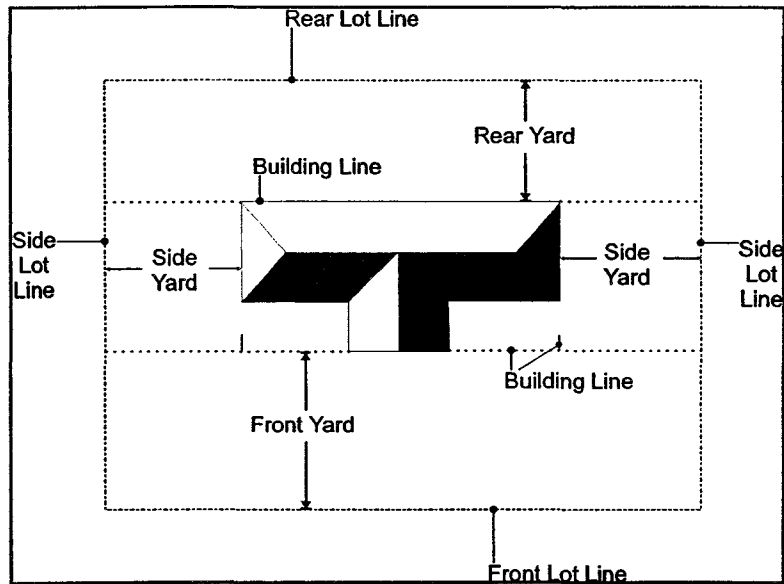 Rear Lot Line
Rear Yard
Building Line
Side
Lot
Line
Side
Yard
Side
Yard
Side
Lot
Line
Building Line
Front Yard
Front Lot Line